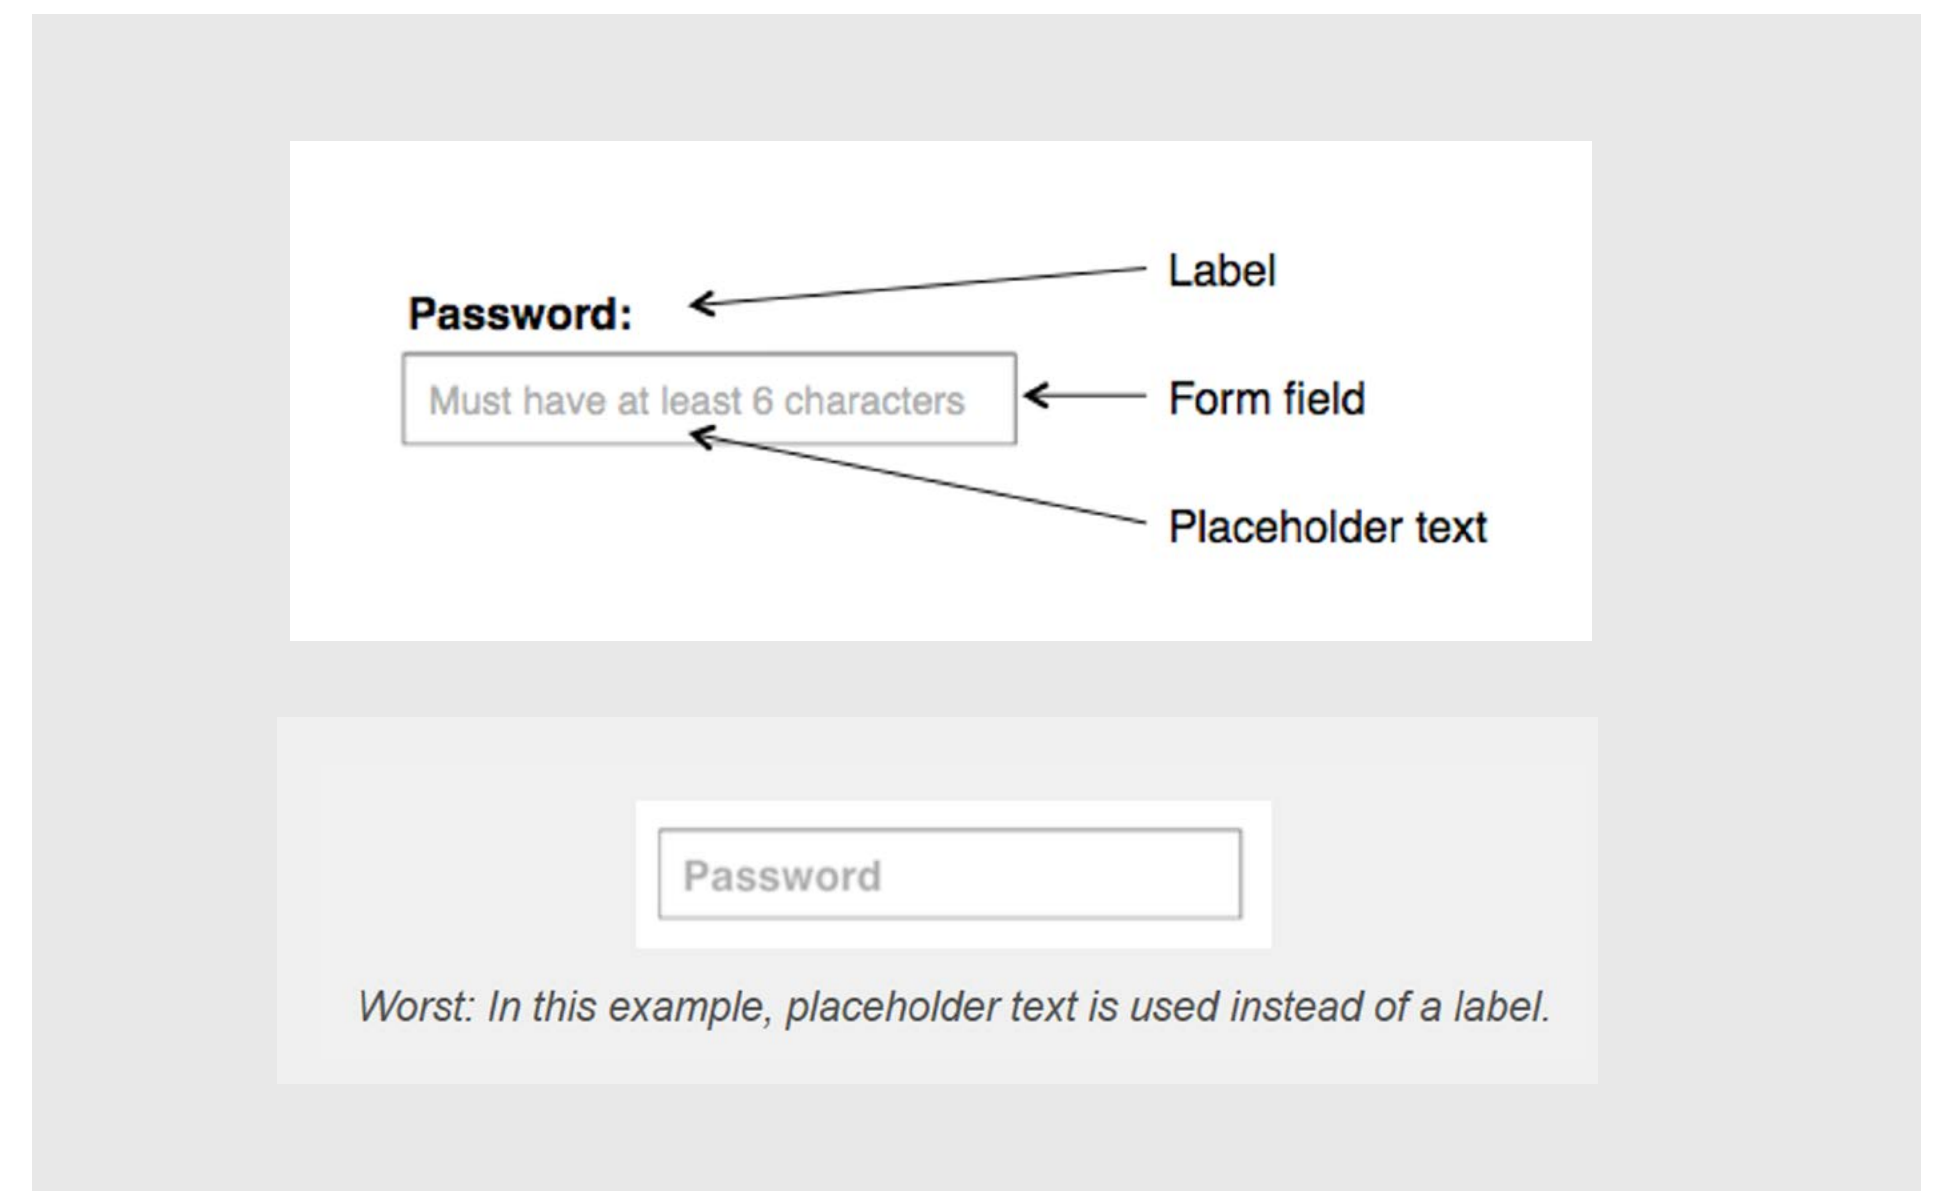 Label
Password:
Must have at least 6 characters
Form field
Placeholder text
Password
Worst: In this example, placeholder text is used instead of a label.